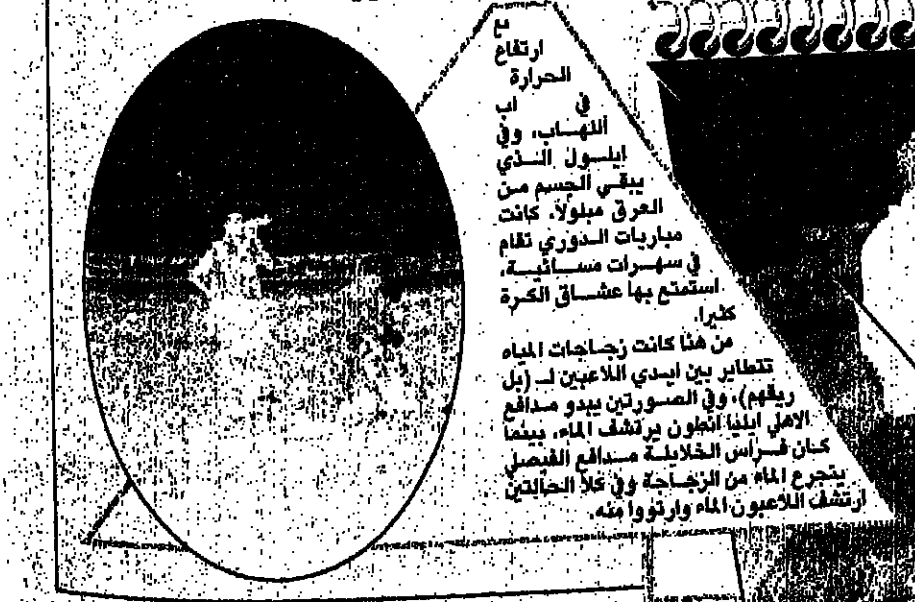 مع
ارتفاع
الحرارة
في اب
اللهاب، وفي
ايلول الذي
يبقي الجسم من
العرق مبلولاً، كانت
مباريات الدوري تقام
في سهرات مسائية،
استمتع بها عشاق الكرة
كثيرا.
من هنا كانت زجاجات المياه
تتطاير بين ايدي اللاعبين لـ (بل
ريقهم)، وفي الصورتين يبدو مدافع
الاهلي ايليا انطون يرتشف الماء، بينما
كان فراس الخلايلة مدافع الفيصلي
يتجرع الماء من الزجاجة وفي كلا الحالتين
ارتشف اللاعبون الماء وارتووا منه.